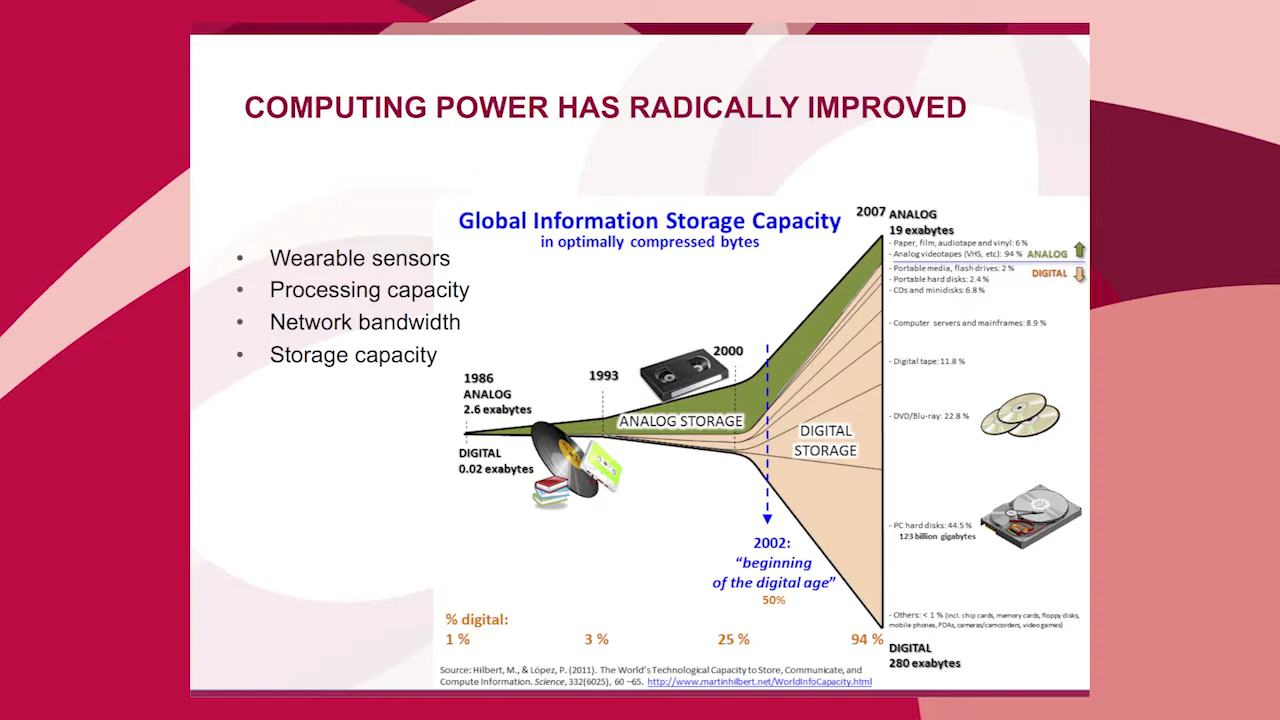 COMPUTING POWER HAS RADICALLY IMPROVED
• Wearable sensors
• Processing capacity
• Network bandwidth
• Storage capacity
Global Information Storage Capacity
in optimally compressed bytes
1986
ANALOG
2.6 exabytes
DIGITAL
0.02 exabytes
1993
2000
ANALOG STORAGE
DIGITAL
STORAGE
2002:
“beginning
of the digital age”
50%
2007 ANALOG
19 exabytes
- Paper, film, audiotape and vinyl: 6 %
- Analog videotapes (VHS, etc): 94 %
ANALOG
DIGITAL
- Portable media, flash drives: 2 %
- Portable hard disks: 2.4 %
- CDs and minidisks: 6.8 %
- Computer servers and mainframes: 8.9 %
- Digital tape: 11.8 %
- DVD/Blu-ray: 22.8 %
- PC hard disks: 44.5 %
123 billion gigabytes
- Others: < 1 % (incl. chip cards, memory cards, floppy disks,
mobile phones, PDAs, cameras/camcorders, video games)
DIGITAL
280 exabytes
% digital:
1 %
3 %
25 %
94 %
Source: Hilbert, M., & López, P. (2011). The World’s Technological Capacity to Store, Communicate, and
Compute Information. Science, 332(6025), 60 –65. http://www.martinhilbert.net/WorldInfoCapacity.html